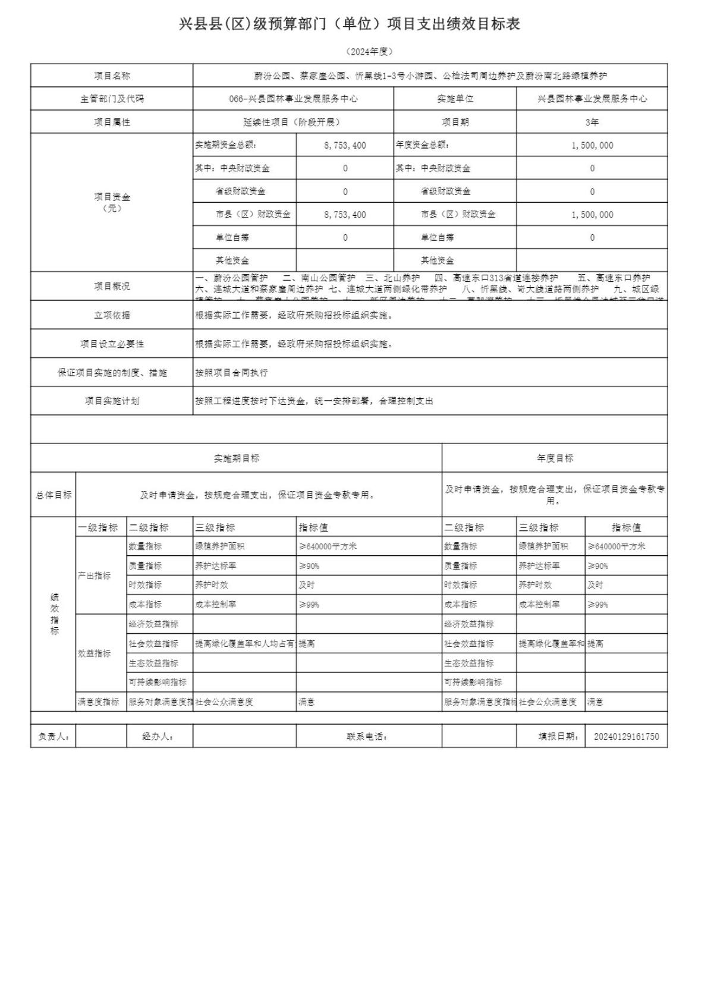 兴县县(区)级预算部门（单位）项目支出绩效目标表
（2024年度）
项目名称 蔚汾公园、蔡家崖公园、忻黑线1-3号小游园、公检法司周边养护及蔚汾南北路绿植养护
主管部门及代码 066-兴县园林事业发展服务中心 实施单位 兴县园林事业发展服务中心
项目属性 延续性项目（阶段开展） 项目期 3年
项目资金
（元）
实施期资金总额： 8,753,400 年度资金总额： 1,500,000
其中：中央财政资金 0 其中：中央财政资金 0
省级财政资金 0 省级财政资金 0
市县（区）财政资金 8,753,400 市县（区）财政资金 1,500,000
单位自筹 0 单位自筹 0
其他资金 其他资金
项目概况
一、蔚汾公园管护 二、南山公园管护 三、北山养护 四、高速东口313省道连接养护 五、高速东口养护
六、连城大道和蔡家崖周边养护 七、连城大道两侧绿化带养护 八、忻黑线、岢大线道路两侧养护 九、城区绿
立项依据 根据实际工作需要，经政府采购招投标组织实施。
项目设立必要性 根据实际工作需要，经政府采购招投标组织实施。
保证项目实施的制度、措施 按照项目合同执行
项目实施计划 按照工程进度按时下达资金，统一安排部署，合理控制支出
实施期目标 年度目标
总体目标 及时申请资金，按规定合理支出，保证项目资金专款专用。 及时申请资金，按规定合理支出，保证项目资金专款专
用。
绩效指标
一级指标 二级指标 三级指标 指标值 二级指标 三级指标 指标值
产出指标
数量指标 绿植养护面积 ≥640000平方米 数量指标 绿植养护面积 ≥640000平方米
质量指标 养护达标率 ≥90% 质量指标 养护达标率 ≥90%
时效指标 养护时效 及时 时效指标 养护时效 及时
成本指标 成本控制率 ≥99% 成本指标 成本控制率 ≥99%
效益指标
经济效益指标 经济效益指标
社会效益指标 提高绿化覆盖率和人均占有 提高 社会效益指标 提高绿化覆盖率和 提高
生态效益指标 生态效益指标
可持续影响指标 可持续影响指标
满意度指标 服务对象满意度指 社会公众满意度 满意 服务对象满意度指标 社会公众满意度 满意
负责人： 经办人： 联系电话： 填报日期： 20240129161750